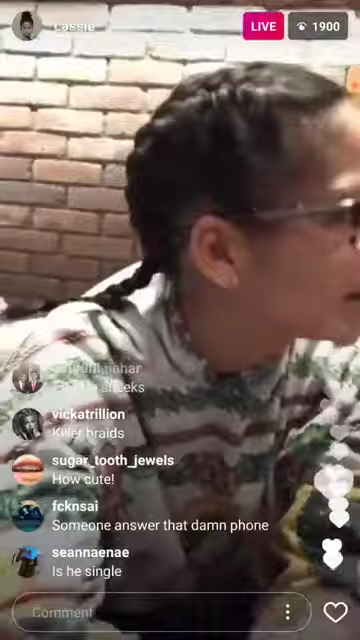 cassie
LIVE
1900
vickatrillion
Killer braids
sugar_tooth_jewels
How cute!
fcknsai
Someone answer that damn phone
seannaenae
Is he single
Comment